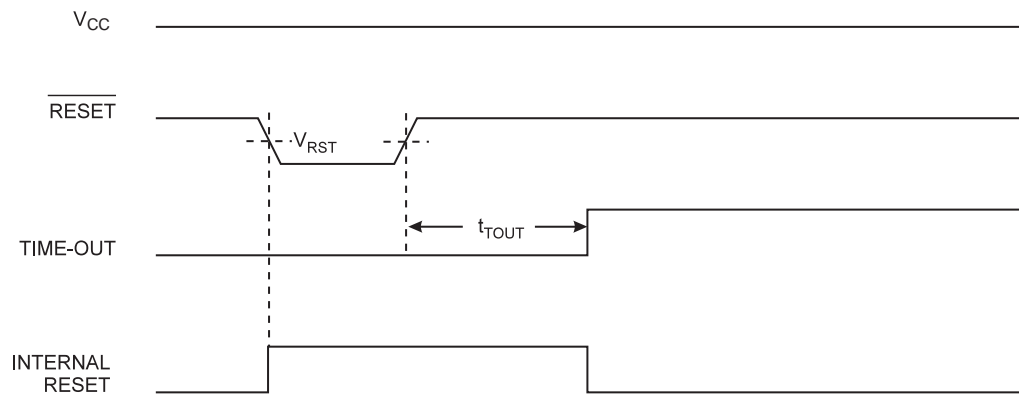 VCC
RESET
VRST
tTOUT
TIME-OUT
INTERNAL
RESET